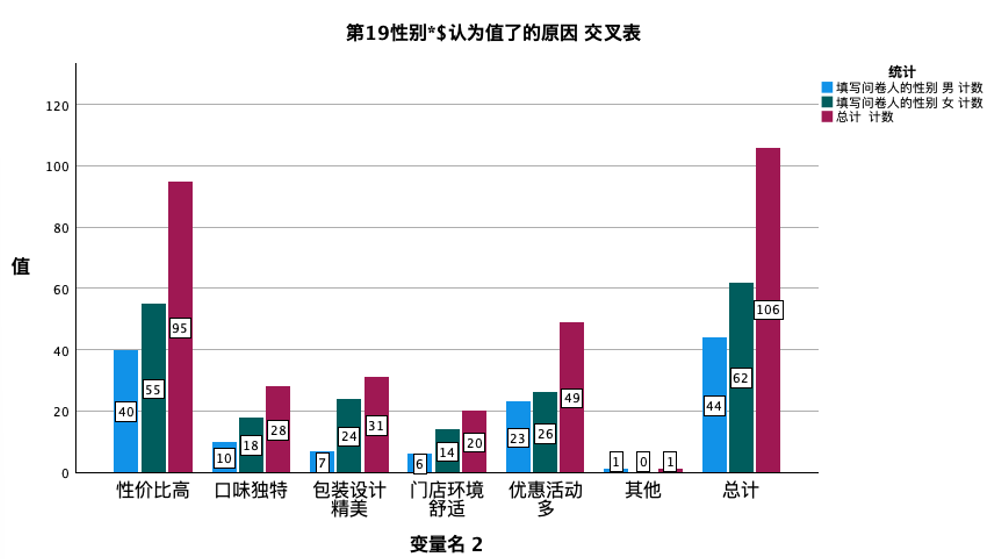 第19性别*$认为值了的原因 交叉表
统计
填写问卷人的性别 男 计数
填写问卷人的性别 女 计数
总计 计数
值
120
100
80
60
40
20
0
40
55
95
10
18
28
7
24
31
6
14
20
23
26
49
1
0
1
44
62
106
性价比高
口味独特
包装设计
精美
门店环境
舒适
优惠活动
多
其他
总计
变量名 2